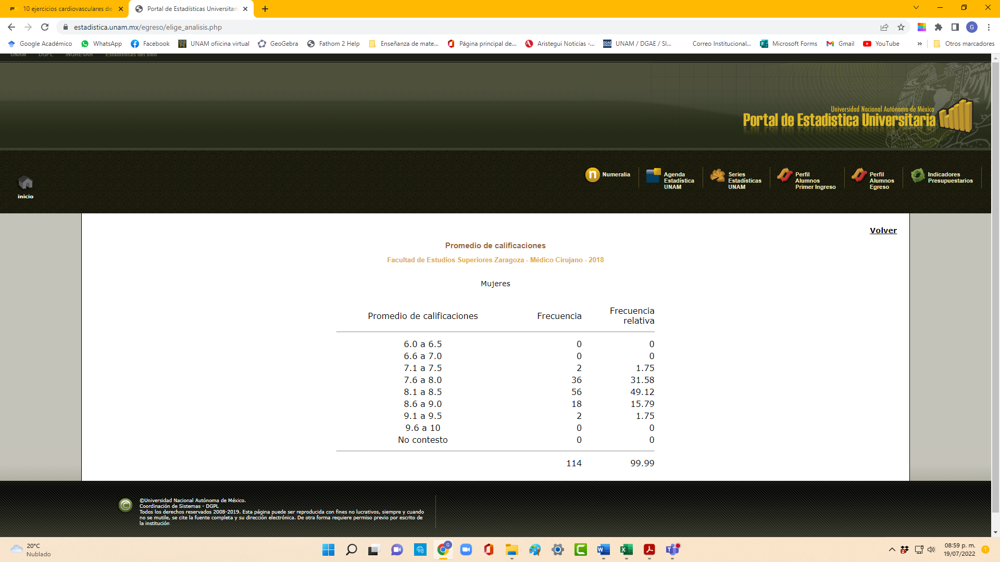 10 ejercicios cardiovasculares de
Portal de Estadísticas Universitari
estadistica.unam.mx/egreso/elige_analisis.php
G
Google Académico
WhatsApp
Facebook
UNAM ofiicina virtual
GeoGebra
Fathom 2 Help
Enseñanza de mate...
Página principal de...
Aristegui Noticias -...
UNAM / DGAE / SI...
Correo Institucional...
Microsoft Forms
Gmail
YouTube
»
Otros marcadores
UNAM DGPL INGRESAR Estadísticas del sitio
Universidad Nacional Autónoma de México
Portal de Estadística Universitaria
inicio
n Numeralia
Agenda
Estadística
UNAM
Series
Estadísticas
UNAM
Perfil
Alumnos
Primer Ingreso
Perfil
Alumnos
Egreso
Indicadores
Presupuestarios
Volver
Promedio de calificaciones
Facultad de Estudios Superiores Zaragoza - Médico Cirujano - 2018
Mujeres
Promedio de calificaciones Frecuencia Frecuencia relativa
6.0 a 6.5 0 0
6.6 a 7.0 0 0
7.1 a 7.5 2 1.75
7.6 a 8.0 36 31.58
8.1 a 8.5 56 49.12
8.6 a 9.0 18 15.79
9.1 a 9.5 2 1.75
9.6 a 10 0 0
No contesto 0 0
114 99.99
©Universidad Nacional Autónoma de México.
Coordinación de Sistemas - DGPL
Todos los derechos reservados 2008-2019. Esta página puede ser reproducida con fines no lucrativos, siempre y cuando
no se mutile, se cite la fuente completa y su dirección electrónica. De otra forma requiere permiso previo por escrito de
la institución
20°C
Nublado
08:59 p. m.
19/07/2022
1